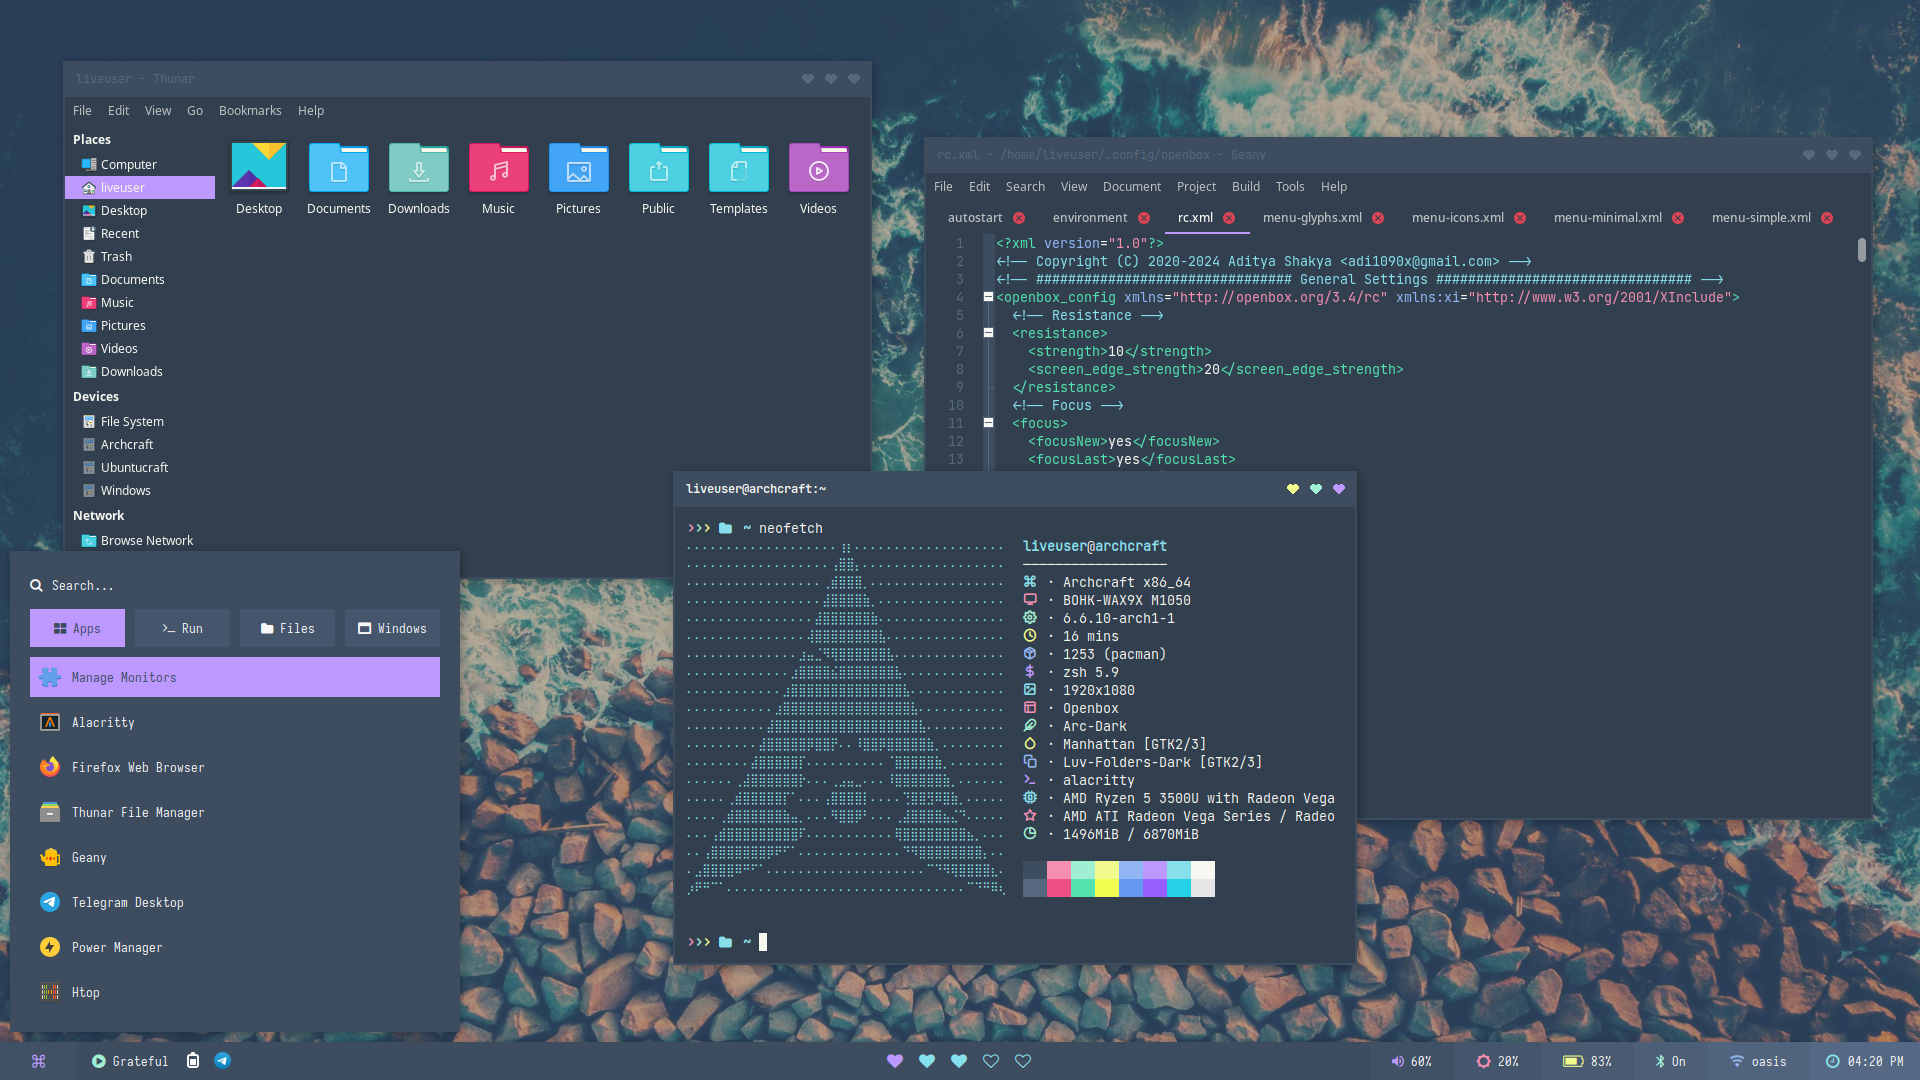 liveuser - Thunar
File Edit View Go Bookmarks Help
Places
Computer
liveuser
Desktop
Recent
Trash
Documents
Music
Pictures
Videos
Downloads
Devices
File System
Archcraft
Ubuntucraft
Windows
Network
Browse Network
Desktop Documents Downloads Music Pictures Public Templates Videos
rc.xml - /home/liveuser/.config/openbox - Geany
File Edit Search View Document Project Build Tools Help
autostart environment rc.xml menu-glyphs.xml menu-icons.xml menu-minimal.xml menu-simple.xml
1 <?xml version="1.0"?>
2 <!-- Copyright (C) 2020-2024 Aditya Shakya <adi1090x@gmail.com> -->
3 <!-- ################################ General Settings ################################ -->
4 <openbox_config xmlns="http://openbox.org/3.4/rc" xmlns:xi="http://www.w3.org/2001/XInclude">
5 <!-- Resistance -->
6 <resistance>
7 <strength>10</strength>
8 <screen_edge_strength>20</screen_edge_strength>
9 </resistance>
10 <!-- Focus -->
11 <focus>
12 <focusNew>yes</focusNew>
13 <focusLast>yes</focusLast>
liveuser@archcraft:~
>>> ~ neofetch
liveuser@archcraft
------------------
⌘ · Archcraft x86_64
· BOHK-WAX9X M1050
· 6.6.10-arch1-1
· 16 mins
· 1253 (pacman)
$ · zsh 5.9
· 1920x1080
· Openbox
· Arc-Dark
· Manhattan [GTK2/3]
· Luv-Folders-Dark [GTK2/3]
· alacritty
· AMD Ryzen 5 3500U with Radeon Vega
· AMD ATI Radeon Vega Series / Radeo
· 1496MiB / 6870MiB
>>> ~
Search...
Apps >_ Run Files Windows
Manage Monitors
Alacritty
Firefox Web Browser
Thunar File Manager
Geany
Telegram Desktop
Power Manager
Htop
⌘ Grateful 60% 20% 83% On oasis 04:20 PM